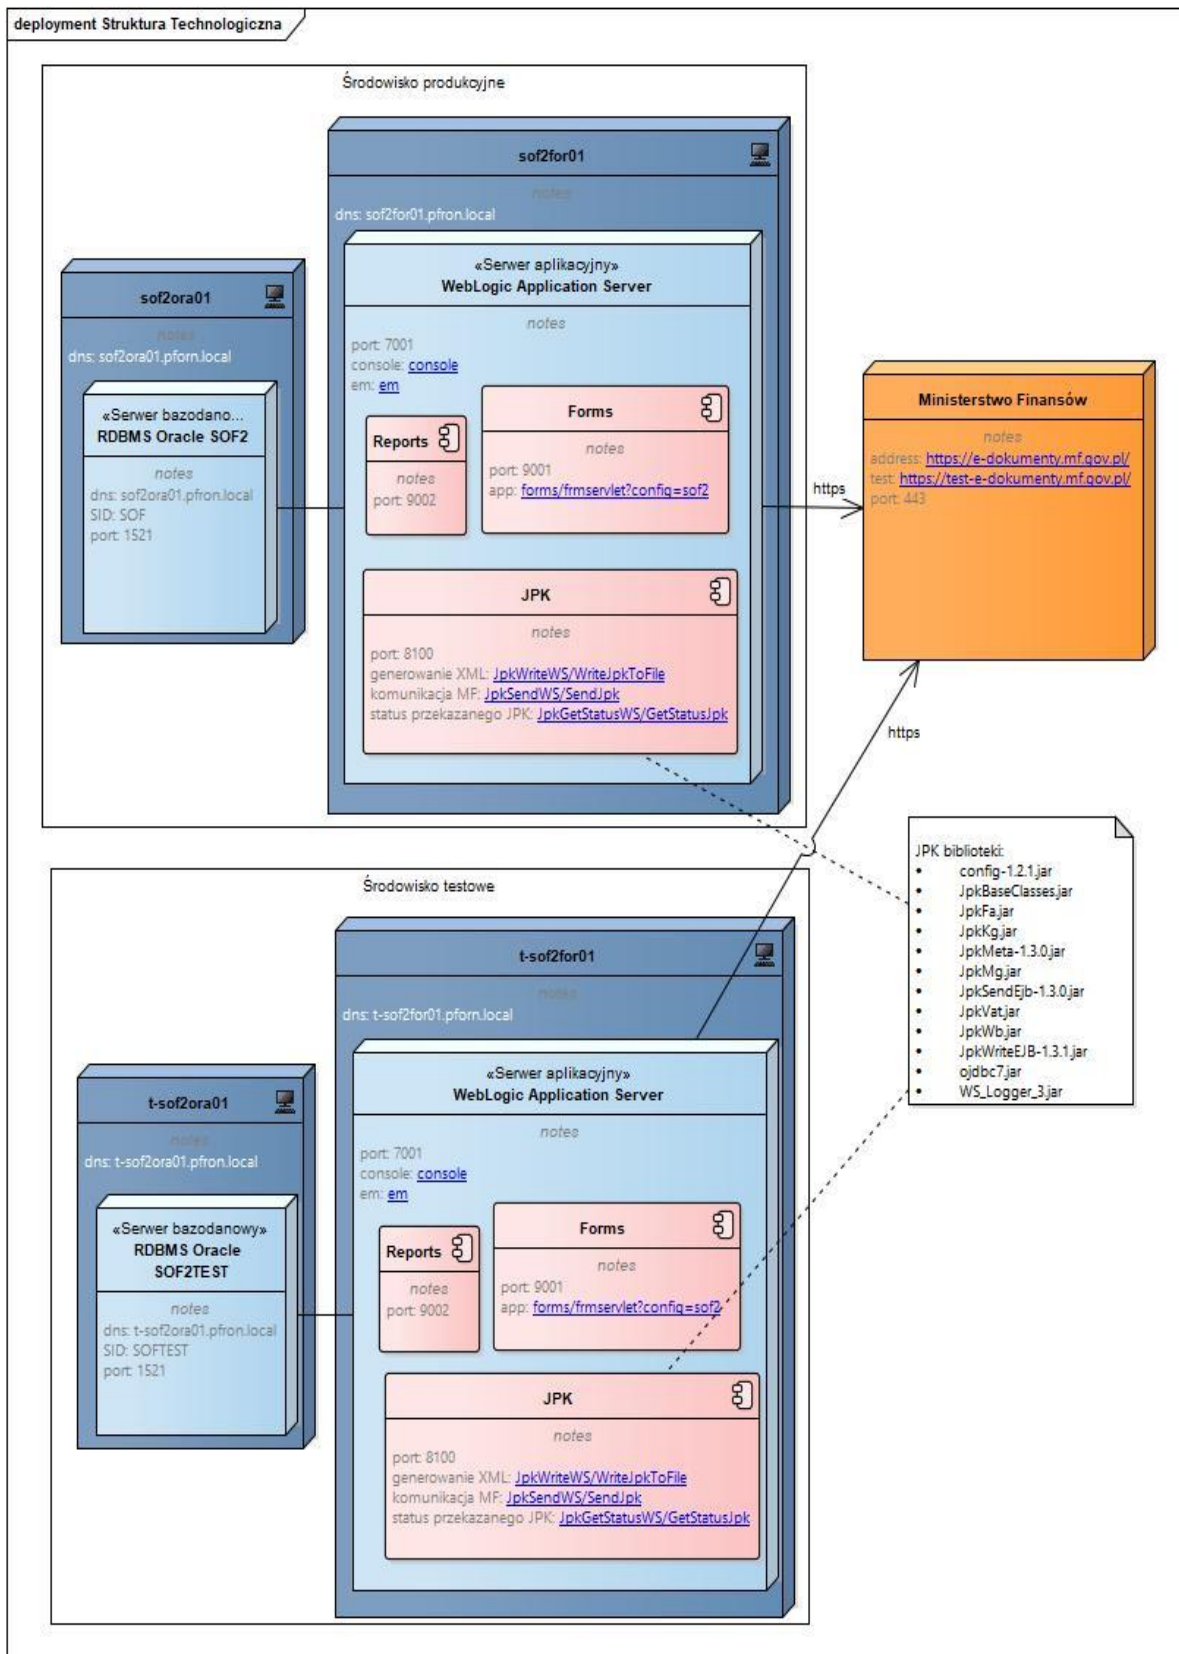 deployment Struktura Technologiczna
Środowisko produkcyjne
sof2for01
notes
dns: sof2for01.pfron.local
«Serwer aplikacyjny»
WebLogic Application Server
notes
port: 7001
console: console
em: em
Reports
notes
port: 9002
Forms
notes
port: 9001
app: forms/frmservlet?config=sof2
JPK
notes
port: 8100
generowanie XML: JpkWriteWS/WriteJpkToFile
komunikacja MF: JpkSendWS/SendJpk
status przekazanego JPK: JpkGetStatusWS/GetStatusJpk
sof2ora01
notes
dns: sof2ora01.pforn.local
«Serwer bazodano...
RDBMS Oracle SOF2
notes
dns: sof2ora01.pfron.local
SID: SOF
port: 1521
https
Ministerstwo Finansów
notes
address: https://e-dokumenty.mf.gov.pl/
test: https://test-e-dokumenty.mf.gov.pl/
port: 443
https
JPK biblioteki:
• config-1.2.1.jar
• JpkBaseClasses.jar
• JpkFa.jar
• JpkKg.jar
• JpkMeta-1.3.0.jar
• JpkMg.jar
• JpkSendEjb-1.3.0.jar
• JpkVat.jar
• JpkWb.jar
• JpkWriteEJB-1.3.1.jar
• ojdbc7.jar
• WS_Logger_3.jar
Środowisko testowe
t-sof2for01
notes
dns: t-sof2for01.pforn.local
«Serwer aplikacyjny»
WebLogic Application Server
notes
port: 7001
console: console
em: em
Reports
notes
port: 9002
Forms
notes
port: 9001
app: forms/frmservlet?config=sof2
JPK
notes
port: 8100
generowanie XML: JpkWriteWS/WriteJpkToFile
komunikacja MF: JpkSendWS/SendJpk
status przekazanego JPK: JpkGetStatusWS/GetStatusJpk
t-sof2ora01
notes
dns: t-sof2ora01.pfron.local
«Serwer bazodanowy»
RDBMS Oracle
SOF2TEST
notes
dns: t-sof2ora01.pfron.local
SID: SOFTEST
port: 1521